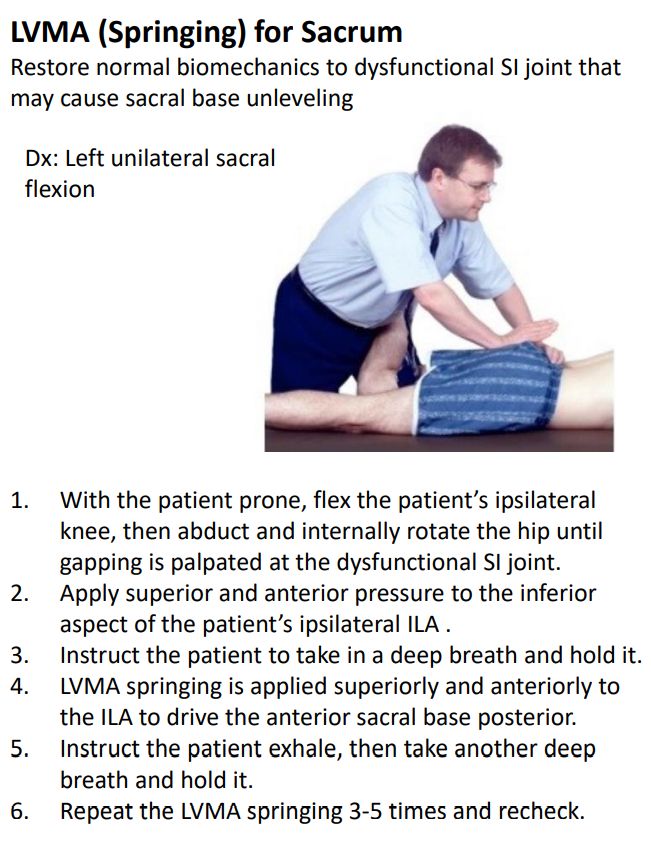 LVMA (Springing) for Sacrum
Restore normal biomechanics to dysfunctional SI joint that
may cause sacral base unleveling
Dx: Left unilateral sacral
flexion
1. With the patient prone, flex the patient’s ipsilateral
knee, then abduct and internally rotate the hip until
gapping is palpated at the dysfunctional SI joint.
2. Apply superior and anterior pressure to the inferior
aspect of the patient’s ipsilateral ILA .
3. Instruct the patient to take in a deep breath and hold it.
4. LVMA springing is applied superiorly and anteriorly to
the ILA to drive the anterior sacral base posterior.
5. Instruct the patient exhale, then take another deep
breath and hold it.
6. Repeat the LVMA springing 3-5 times and recheck.